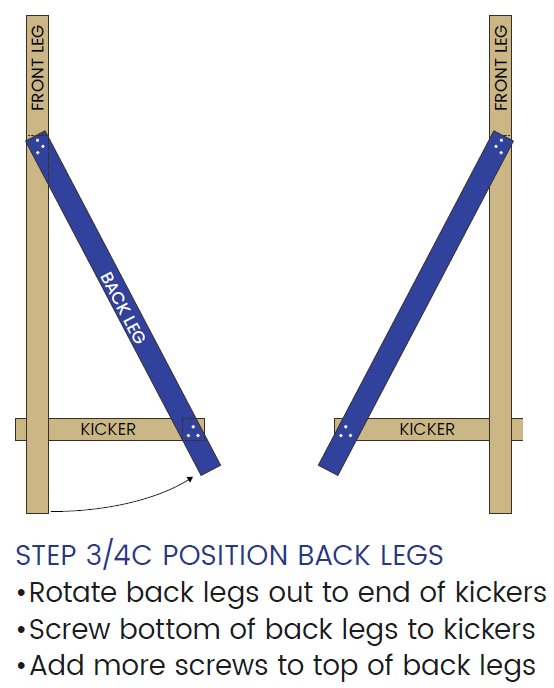 FRONT LEG
FRONT LEG
BACK LEG
KICKER
KICKER
STEP 3/4C POSITION BACK LEGS
•Rotate back legs out to end of kickers
•Screw bottom of back legs to kickers
•Add more screws to top of back legs